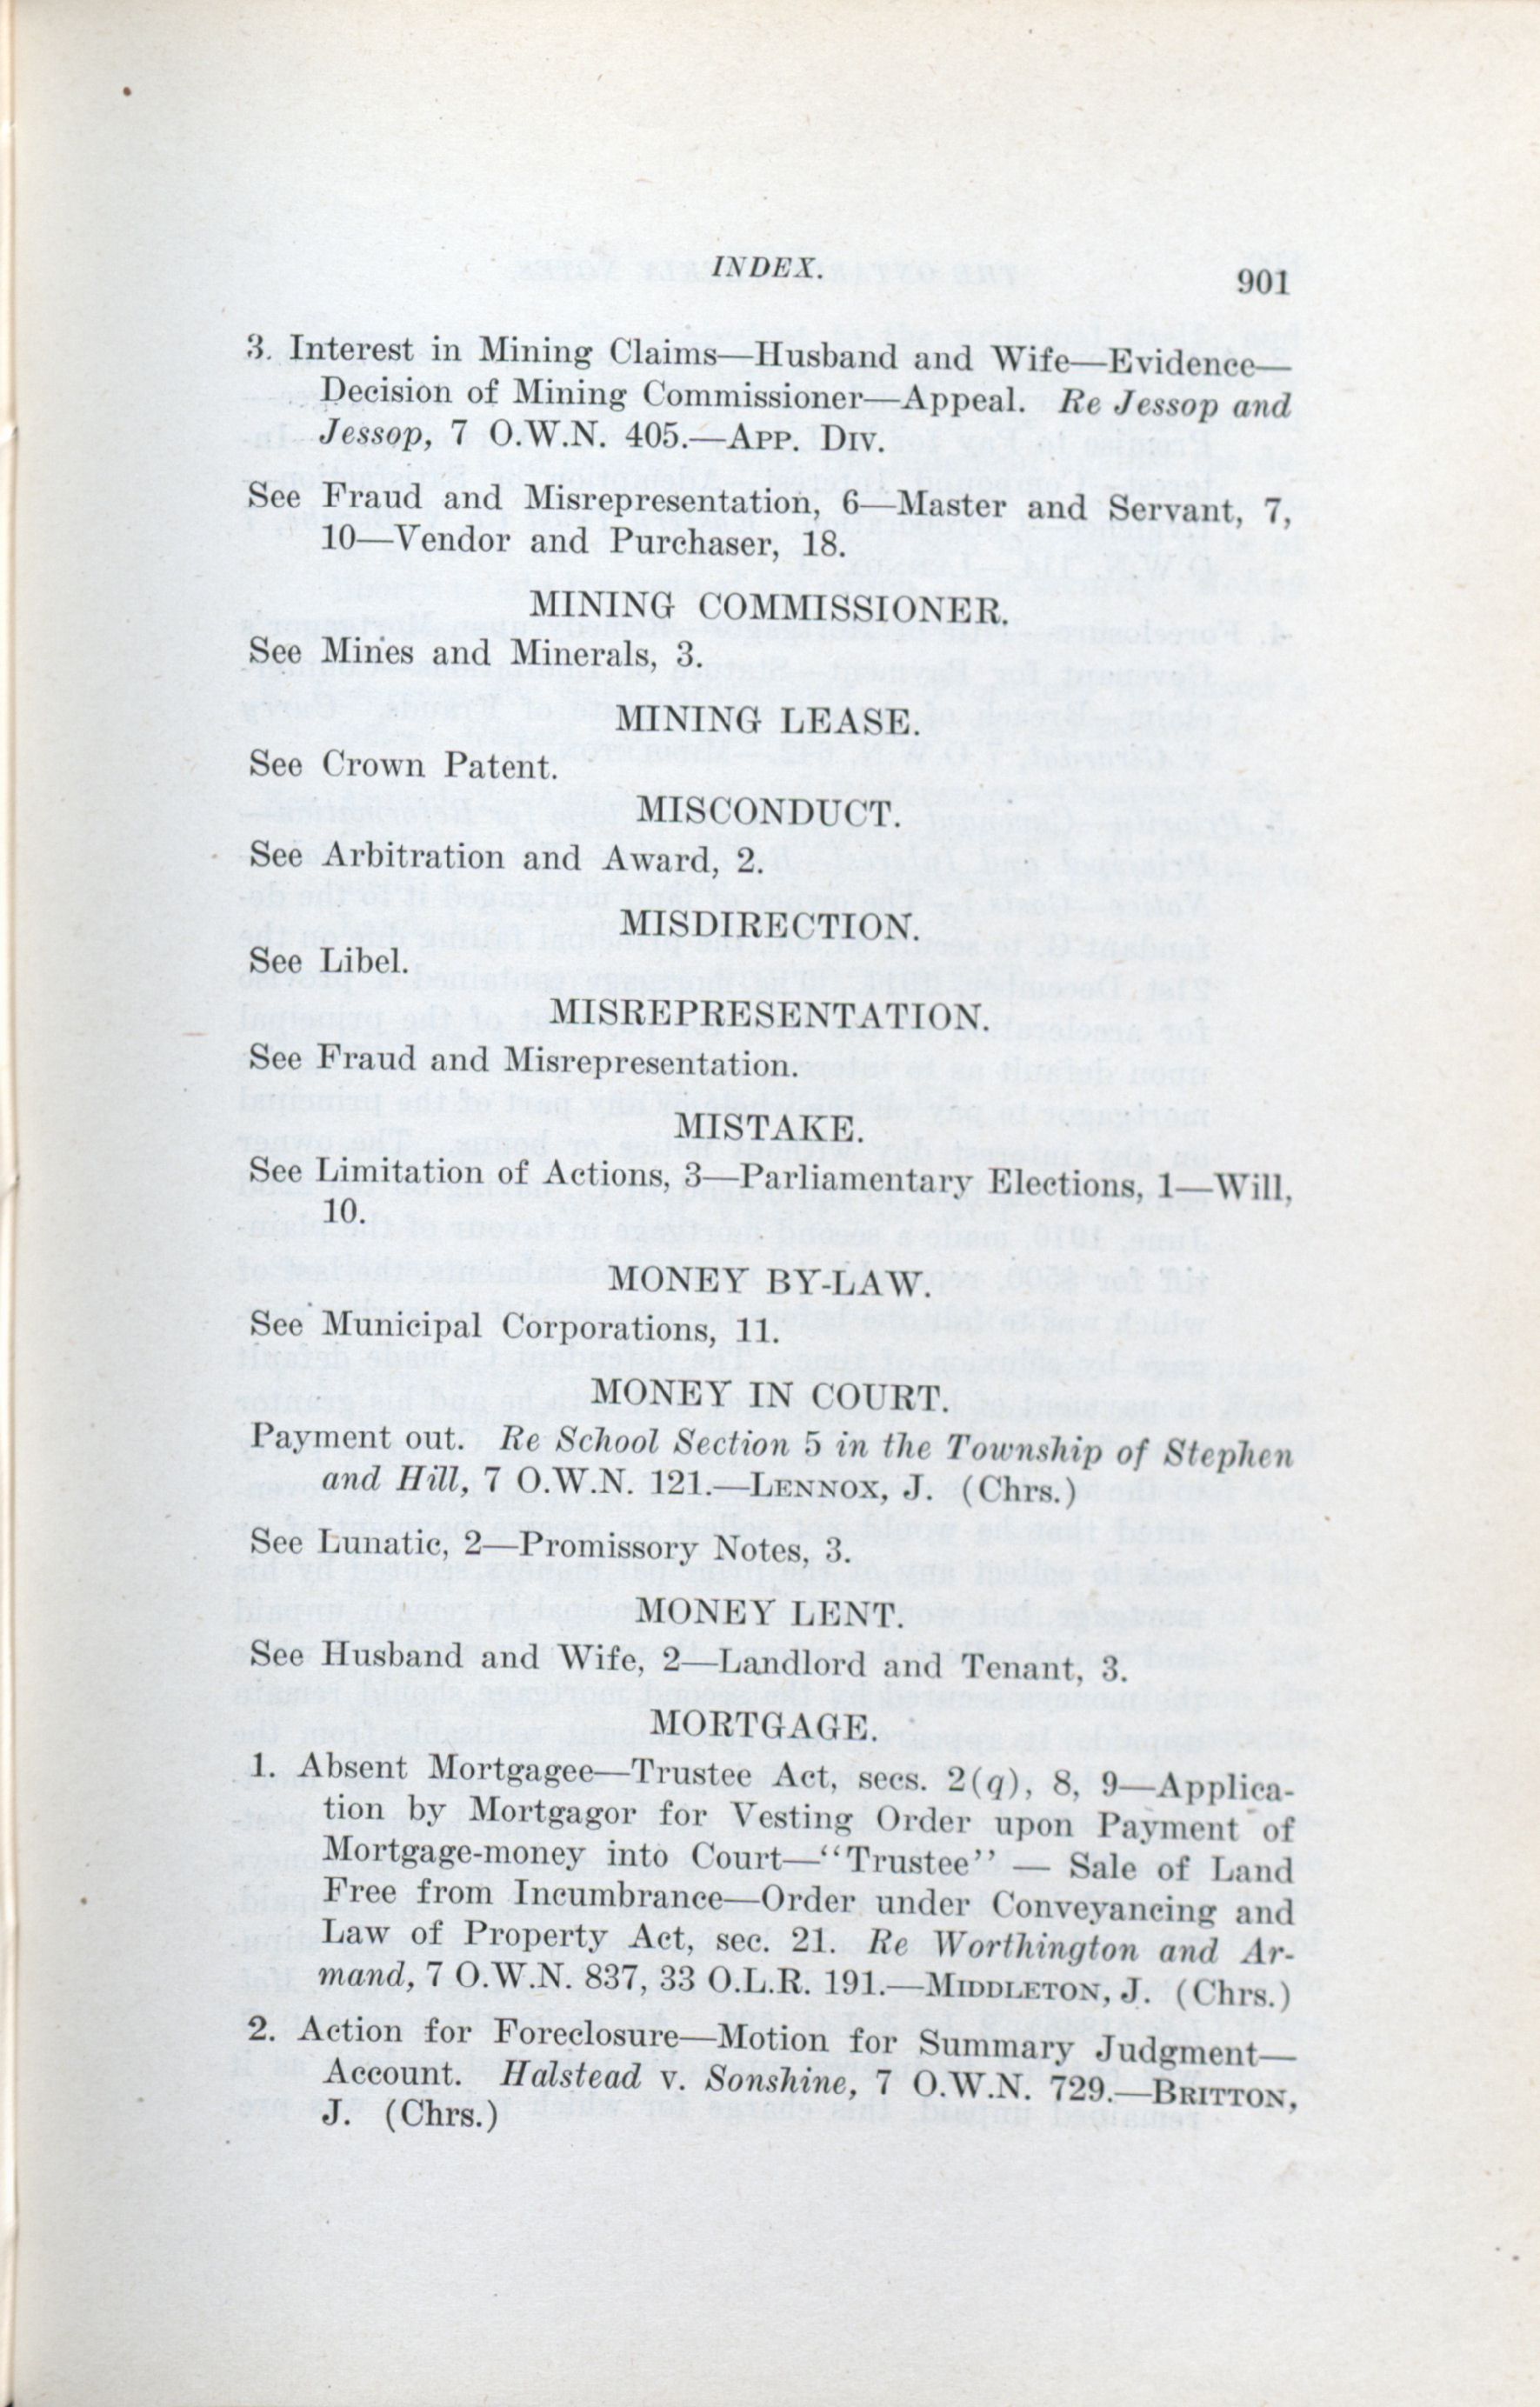 INDEX.
901
3. Interest in Mining Claims—Husband and Wife—Evidence—
Decision of Mining Commissioner—Appeal. Re Jessop and
Jessop, 7 O.W.N. 405.—App. Div.
See Fraud and Misrepresentation, 6—Master and Servant, 7,
10—Vendor and Purchaser, 18.
MINING COMMISSIONER.
See Mines and Minerals, 3.
MINING LEASE.
See Crown Patent.
MISCONDUCT.
See Arbitration and Award, 2.
MISDIRECTION.
See Libel.
MISREPRESENTATION.
See Fraud and Misrepresentation.
MISTAKE.
See Limitation of Actions, 3—Parliamentary Elections, 1—Will,
10.
MONEY BY-LAW.
See Municipal Corporations, 11.
MONEY IN COURT.
Payment out. Re School Section 5 in the Township of Stephen
and Hill, 7 O.W.N. 121.—Lennox, J. (Chrs.)
See Lunatic, 2—Promissory Notes, 3.
MONEY LENT.
See Husband and Wife, 2—Landlord and Tenant, 3.
MORTGAGE.
1. Absent Mortgagee—Trustee Act, secs. 2(q), 8, 9—Applica-
tion by Mortgagor for Vesting Order upon Payment of
Mortgage-money into Court—"Trustee" — Sale of Land
Free from Incumbrance—Order under Conveyancing and
Law of Property Act, sec. 21. Re Worthington and Ar-
mand, 7 O.W.N. 837, 33 O.L.R. 191.—Middleton, J. (Chrs.)
2. Action for Foreclosure—Motion for Summary Judgment—
Account. Halstead v. Sonshine, 7 O.W.N. 729.—Britton,
J. (Chrs.)